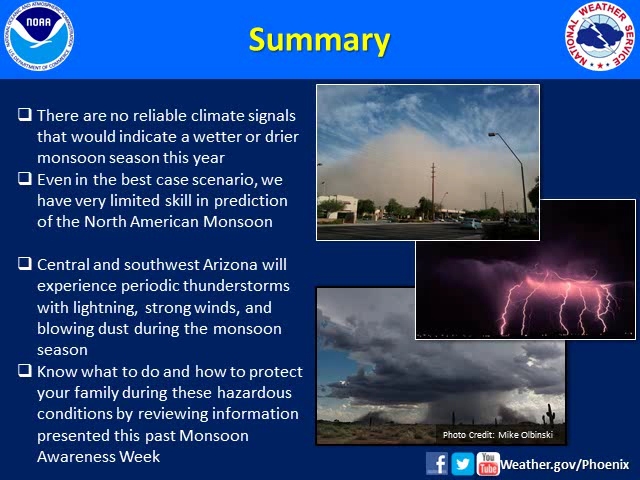 NOAA
Summary
NATIONAL WEATHER SERVICE
❑ There are no reliable climate signals
that would indicate a wetter or drier
monsoon season this year
❑ Even in the best case scenario, we
have very limited skill in prediction
of the North American Monsoon
❑ Central and southwest Arizona will
experience periodic thunderstorms
with lightning, strong winds, and
blowing dust during the monsoon
season
❑ Know what to do and how to protect
your family during these hazardous
conditions by reviewing information
presented this past Monsoon
Awareness Week
Photo Credit: Mike Olbinski
You
Tube
Weather.gov/Phoenix